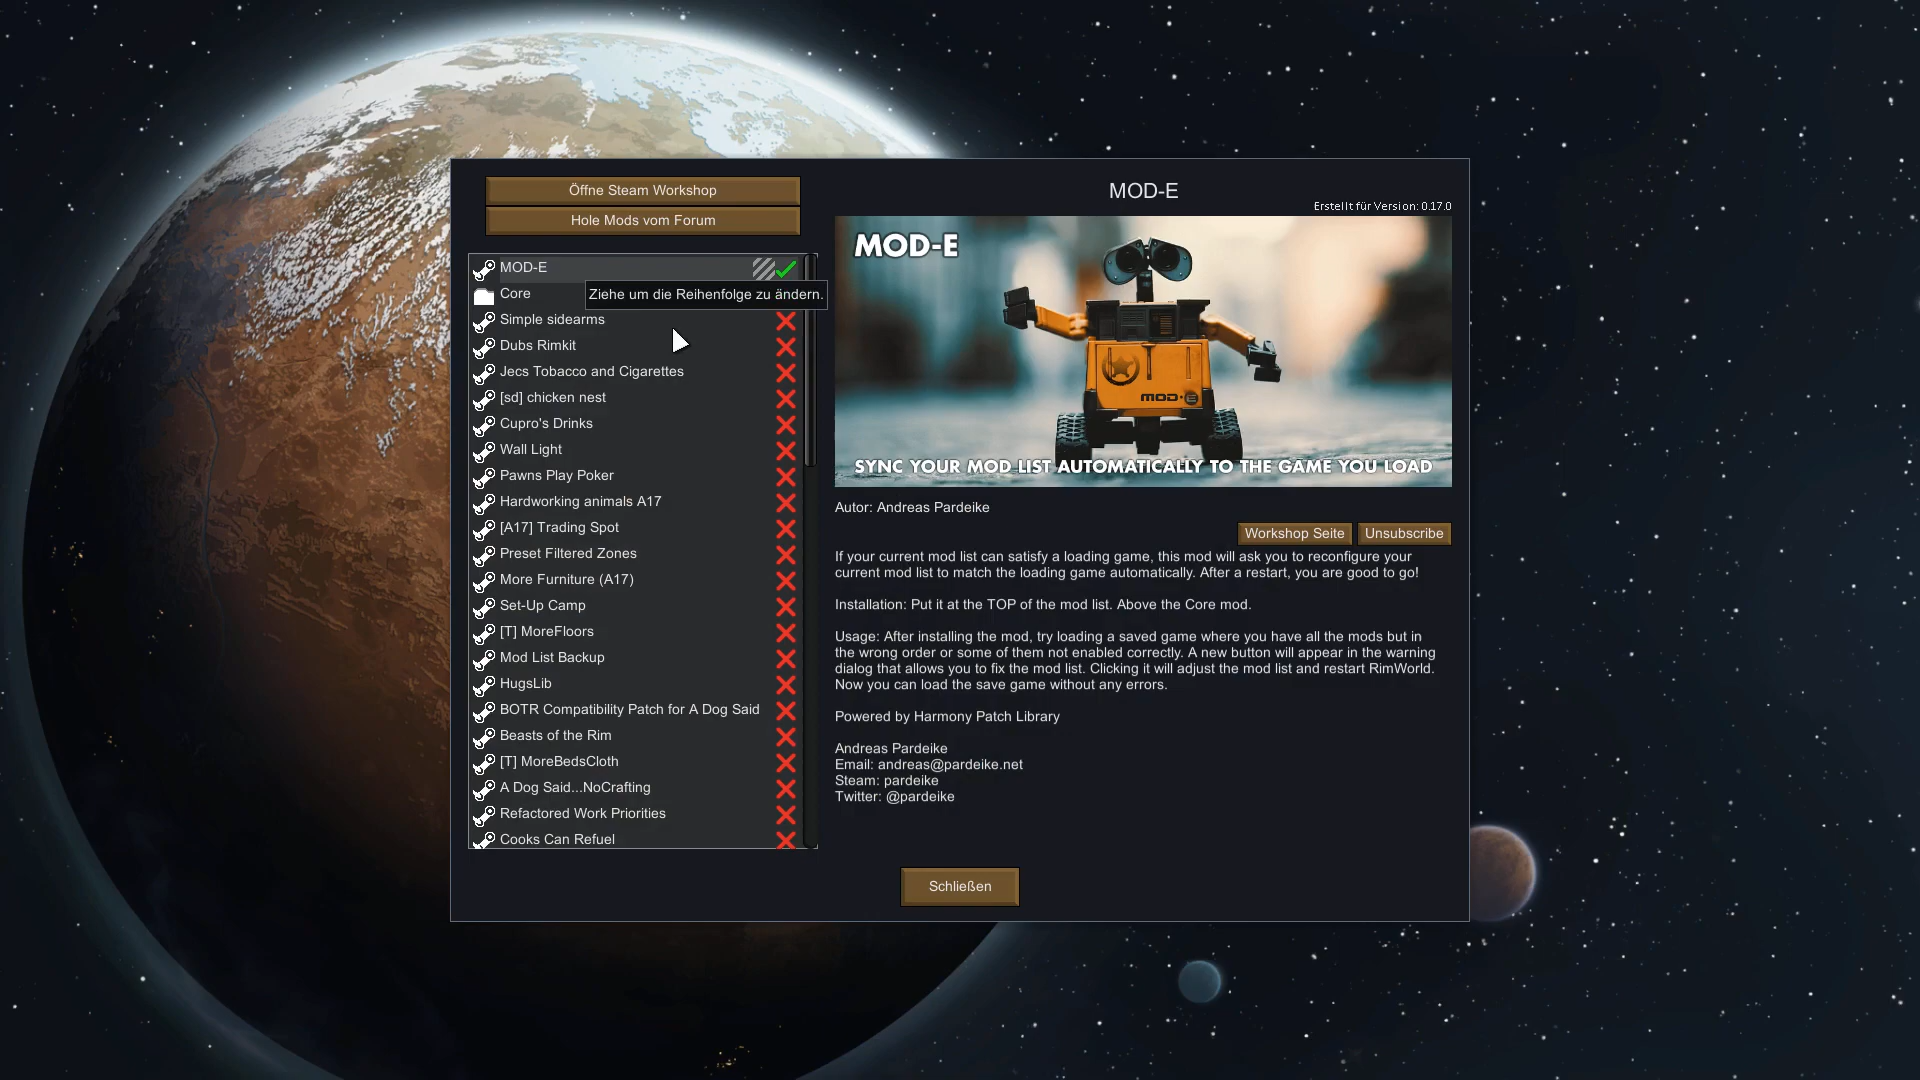 Öffne Steam Workshop
Hole Mods vom Forum
MOD-E
Core
Ziehe um die Reihenfolge zu ändern.
Simple sidearms
Dubs Rimkit
Jecs Tobacco and Cigarettes
[sd] chicken nest
Cupro's Drinks
Wall Light
Pawns Play Poker
Hardworking animals A17
[A17] Trading Spot
Preset Filtered Zones
More Furniture (A17)
Set-Up Camp
[T] MoreFloors
Mod List Backup
HugsLib
BOTR Compatibility Patch for A Dog Said
Beasts of the Rim
[T] MoreBedsCloth
A Dog Said...NoCrafting
Refactored Work Priorities
Cooks Can Refuel
MOD-E
Erstellt für Version: 0.17.0
MOD-E
MOD-E
SYNC YOUR MOD LIST AUTOMATICALLY TO THE GAME YOU LOAD
Autor: Andreas Pardeike
Workshop Seite
Unsubscribe
If your current mod list can satisfy a loading game, this mod will ask you to reconfigure your
current mod list to match the loading game automatically. After a restart, you are good to go!
Installation: Put it at the TOP of the mod list. Above the Core mod.
Usage: After installing the mod, try loading a saved game where you have all the mods but in
the wrong order or some of them not enabled correctly. A new button will appear in the warning
dialog that allows you to fix the mod list. Clicking it will adjust the mod list and restart RimWorld.
Now you can load the save game without any errors.
Powered by Harmony Patch Library
Andreas Pardeike
Email: andreas@pardeike.net
Steam: pardeike
Twitter: @pardeike
Schließen